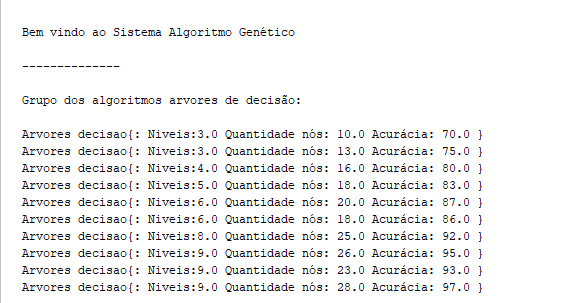 Bem vindo ao Sistema Algoritmo Genético
--------------
Grupo dos algoritmos arvores de decisão:
Arvores decisao{: Niveis:3.0 Quantidade nós: 10.0 Acurácia: 70.0 }
Arvores decisao{: Niveis:3.0 Quantidade nós: 13.0 Acurácia: 75.0 }
Arvores decisao{: Niveis:4.0 Quantidade nós: 16.0 Acurácia: 80.0 }
Arvores decisao{: Niveis:5.0 Quantidade nós: 18.0 Acurácia: 83.0 }
Arvores decisao{: Niveis:6.0 Quantidade nós: 20.0 Acurácia: 87.0 }
Arvores decisao{: Niveis:6.0 Quantidade nós: 18.0 Acurácia: 86.0 }
Arvores decisao{: Niveis:8.0 Quantidade nós: 25.0 Acurácia: 92.0 }
Arvores decisao{: Niveis:9.0 Quantidade nós: 26.0 Acurácia: 95.0 }
Arvores decisao{: Niveis:9.0 Quantidade nós: 23.0 Acurácia: 93.0 }
Arvores decisao{: Niveis:9.0 Quantidade nós: 28.0 Acurácia: 97.0 }